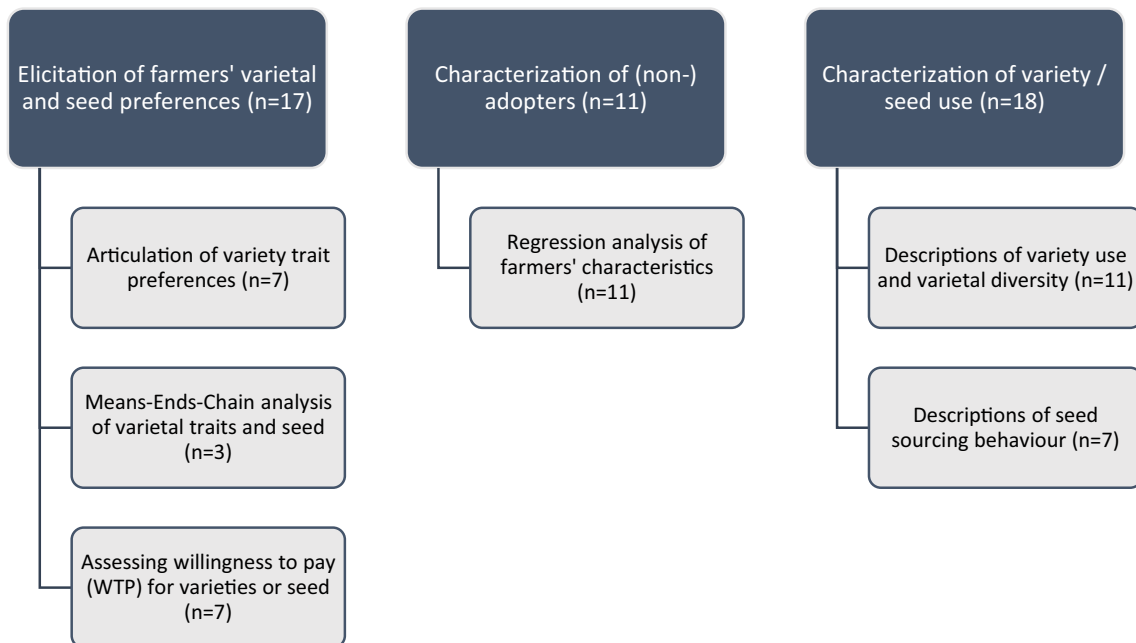 Elicitation of farmers' varietal
and seed preferences (n=17)
Articulation of variety trait
preferences (n=7)
Means-Ends-Chain analysis
of varietal traits and seed
(n=3)
Assessing willingness to pay
(WTP) for varieties or seed
(n=7)
Characterization of (non-)
adopters (n=11)
Regression analysis of
farmers' characteristics
(n=11)
Characterization of variety /
seed use (n=18)
Descriptions of variety use
and varietal diversity (n=11)
Descriptions of seed
sourcing behaviour (n=7)